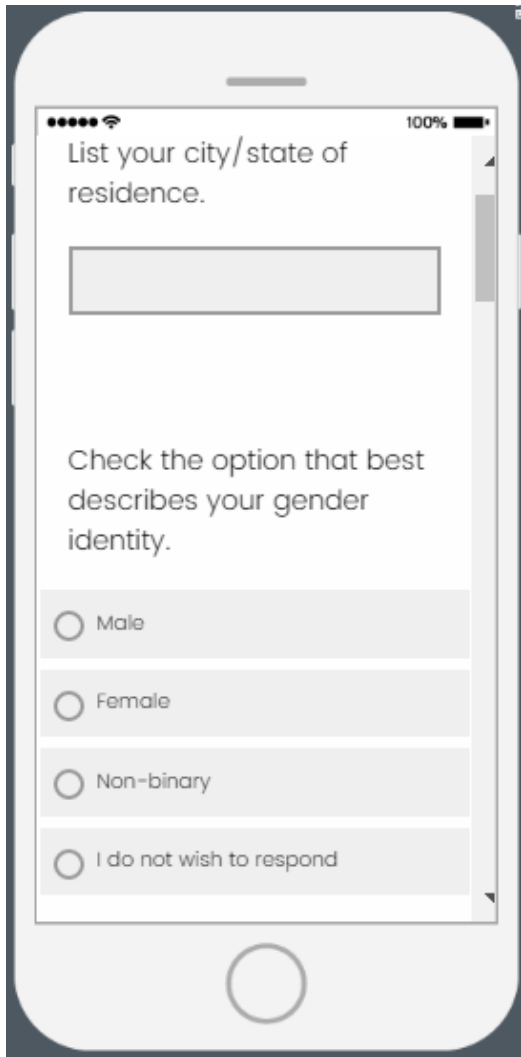 100%
List your city/state of
residence.
Check the option that best
describes your gender
identity.
Male
Female
Non-binary
I do not wish to respond